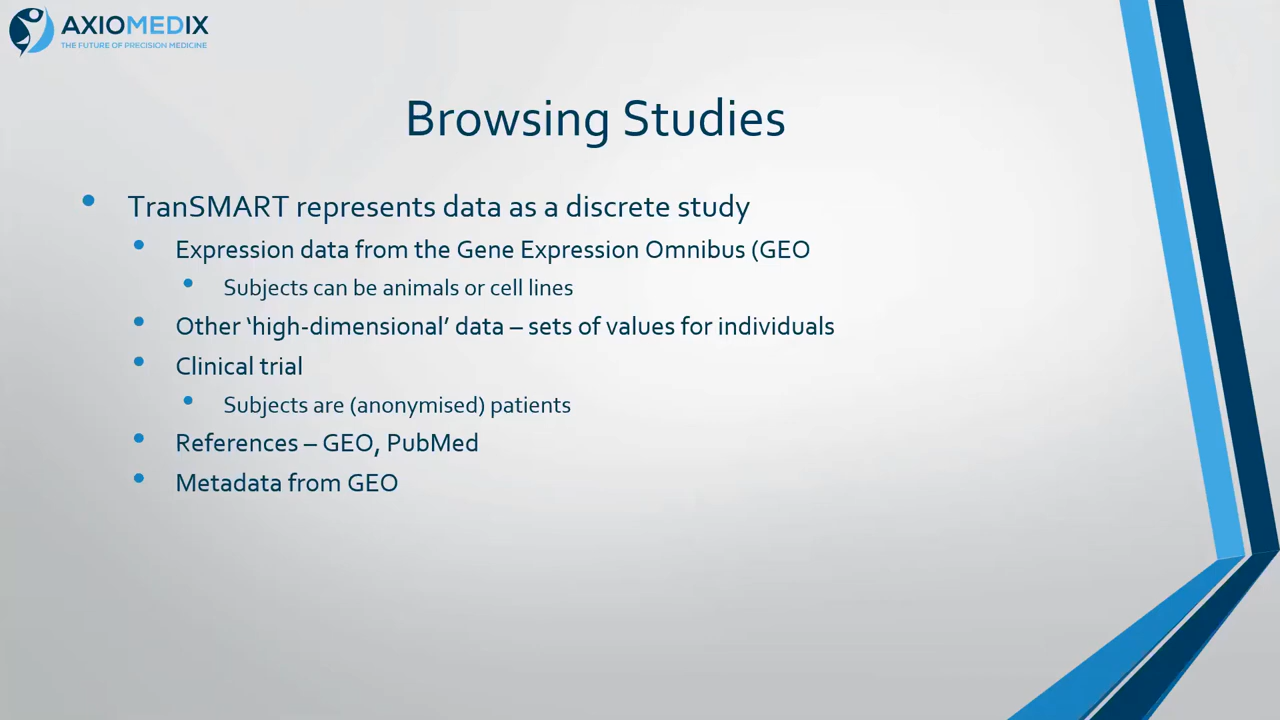 AXIOMEDIX
THE FUTURE OF PRECISION MEDICINE
Browsing Studies
• TranSMART represents data as a discrete study
• Expression data from the Gene Expression Omnibus (GEO
• Subjects can be animals or cell lines
• Other ‘high-dimensional’ data – sets of values for individuals
• Clinical trial
• Subjects are (anonymised) patients
• References – GEO, PubMed
• Metadata from GEO